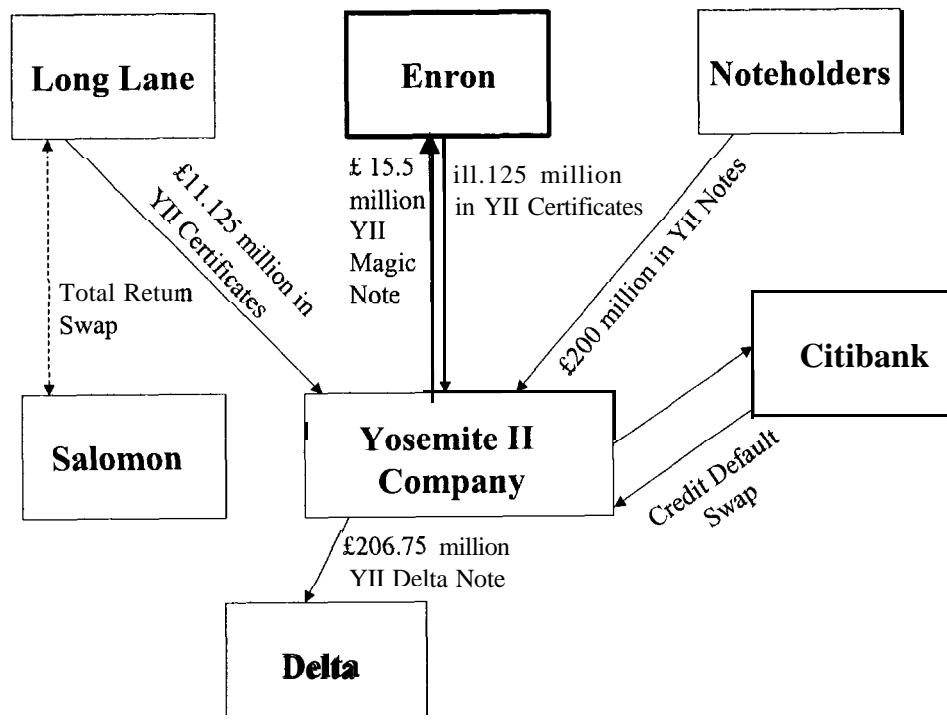 Long Lane
Enron
Noteholders
£11.125 million in
YII Certificates
£ 15.5
million
YII
Magic
Note
ill.125 million
in YII Certificates
£200 million in YII Notes
Total Return
Swap
Citibank
Salomon
Yosemite II
Company
Credit Default
Swap
£206.75 million
YII Delta Note
Delta